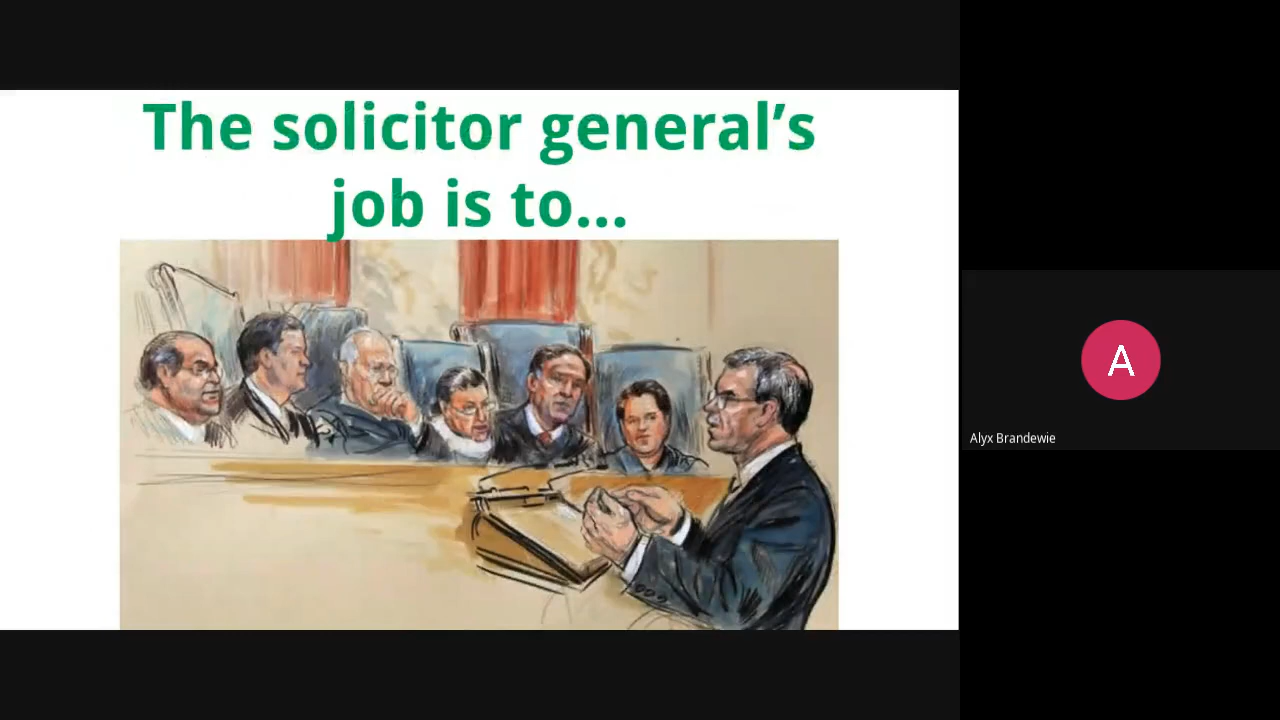 The solicitor general’s
job is to...
A
Alyx Brandewie